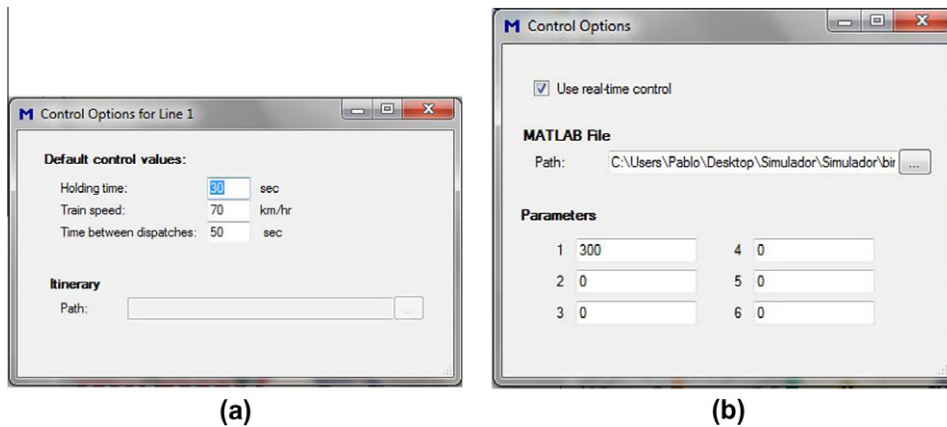 M Control Options for Line 1
Default control values:
Holding time: 30 sec
Train speed: 70 km/hr
Time between dispatches: 50 sec
Itinerary
Path: ...
(a)
M Control Options
Use real-time control
MATLAB File
Path: C:\Users\Pablo\Desktop\Simulador\Simulador\bir ...
Parameters
1 300 4 0
2 0 5 0
3 0 6 0
(b)